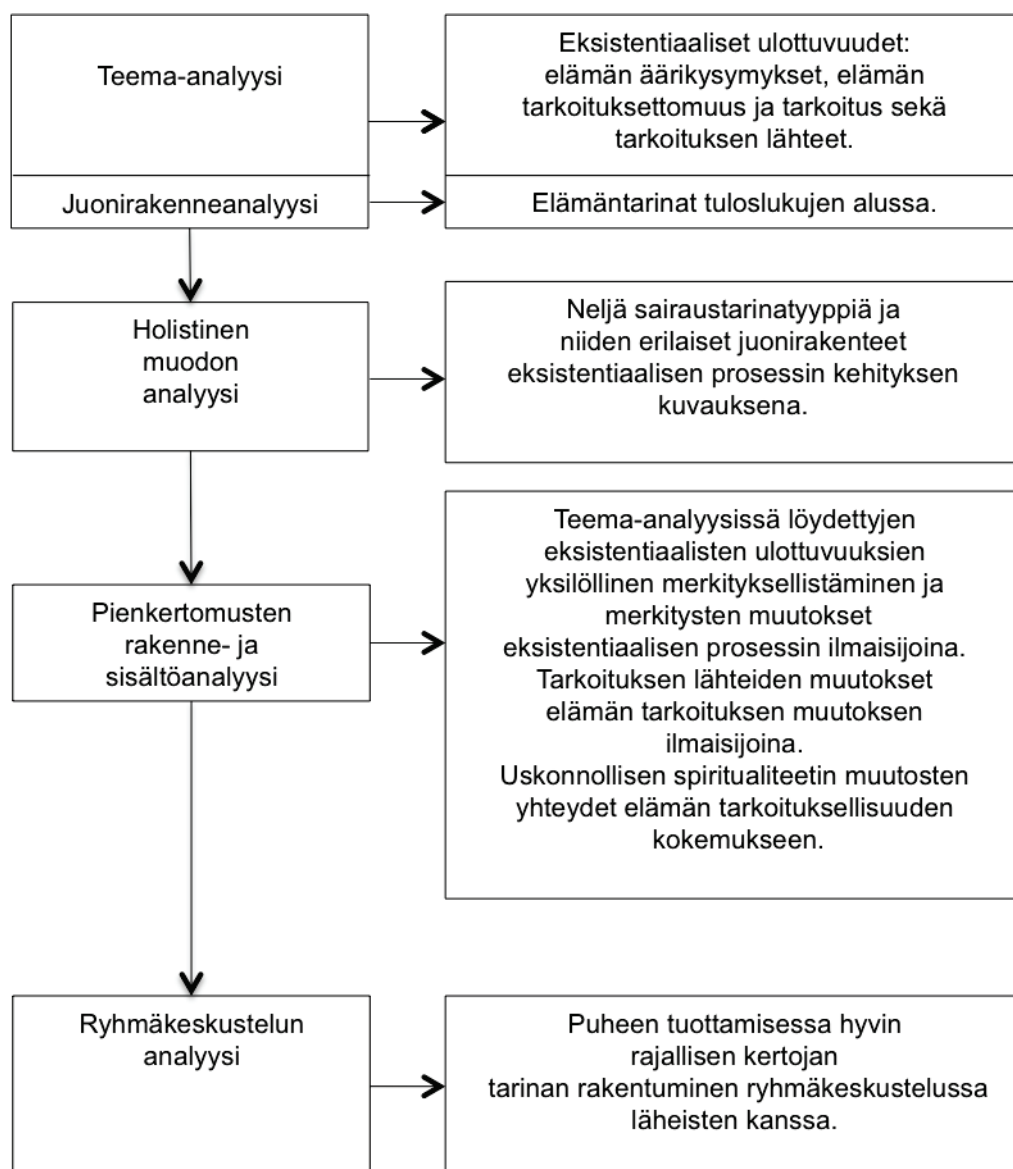 Teema-analyysi
Eksistentiaaliset ulottuvuudet:
elämän äärikysymykset, elämän
tarkoituksettomuus ja tarkoitus sekä
tarkoituksen lähteet.
Juonirakenneanalyysi
Elämäntarinat tuloslukujen alussa.
Holistinen
muodon
analyysi
Neljä sairaustarinatyyppiä ja
niiden erilaiset juonirakenteet
eksistentiaalisen prosessin kehityksen
kuvauksena.
Pienkertomusten
rakenne- ja
sisältöanalyysi
Teema-analyysissä löydettyjen
eksistentiaalisten ulottuvuuksien
yksilöllinen merkityksellistäminen ja
merkitysten muutokset
eksistentiaalisen prosessin ilmaisijoina.
Tarkoituksen lähteiden muutokset
elämän tarkoituksen muutoksen
ilmaisijoina.
Uskonnollisen spiritualiteetin muutosten
yhteydet elämän tarkoituksellisuuden
kokemukseen.
Ryhmäkeskustelun
analyysi
Puheen tuottamisessa hyvin
rajallisen kertojan
tarinan rakentuminen ryhmäkeskustelussa
läheisten kanssa.